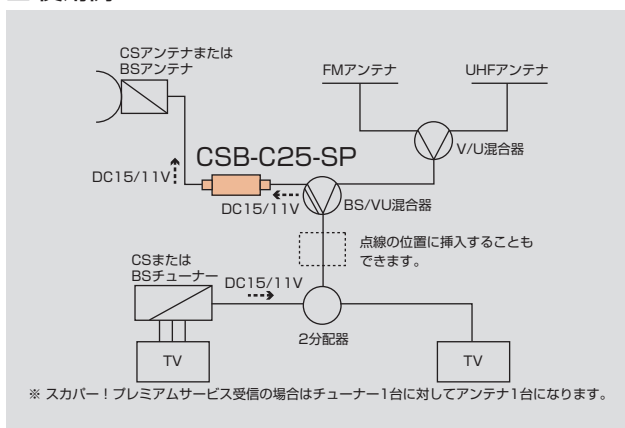 CSアンテナまたは
BSアンテナ
FMアンテナ
UHFアンテナ
CSB-C25-SP
V/U混合器
DC15/11V
DC15/11V
BS/VU混合器
点線の位置に挿入することも
できます。
CSまたは
BSチューナー
DC15/11V
2分配器
TV
TV
※ スカパー！プレミアムサービス受信の場合はチューナー1台に対してアンテナ1台になります。